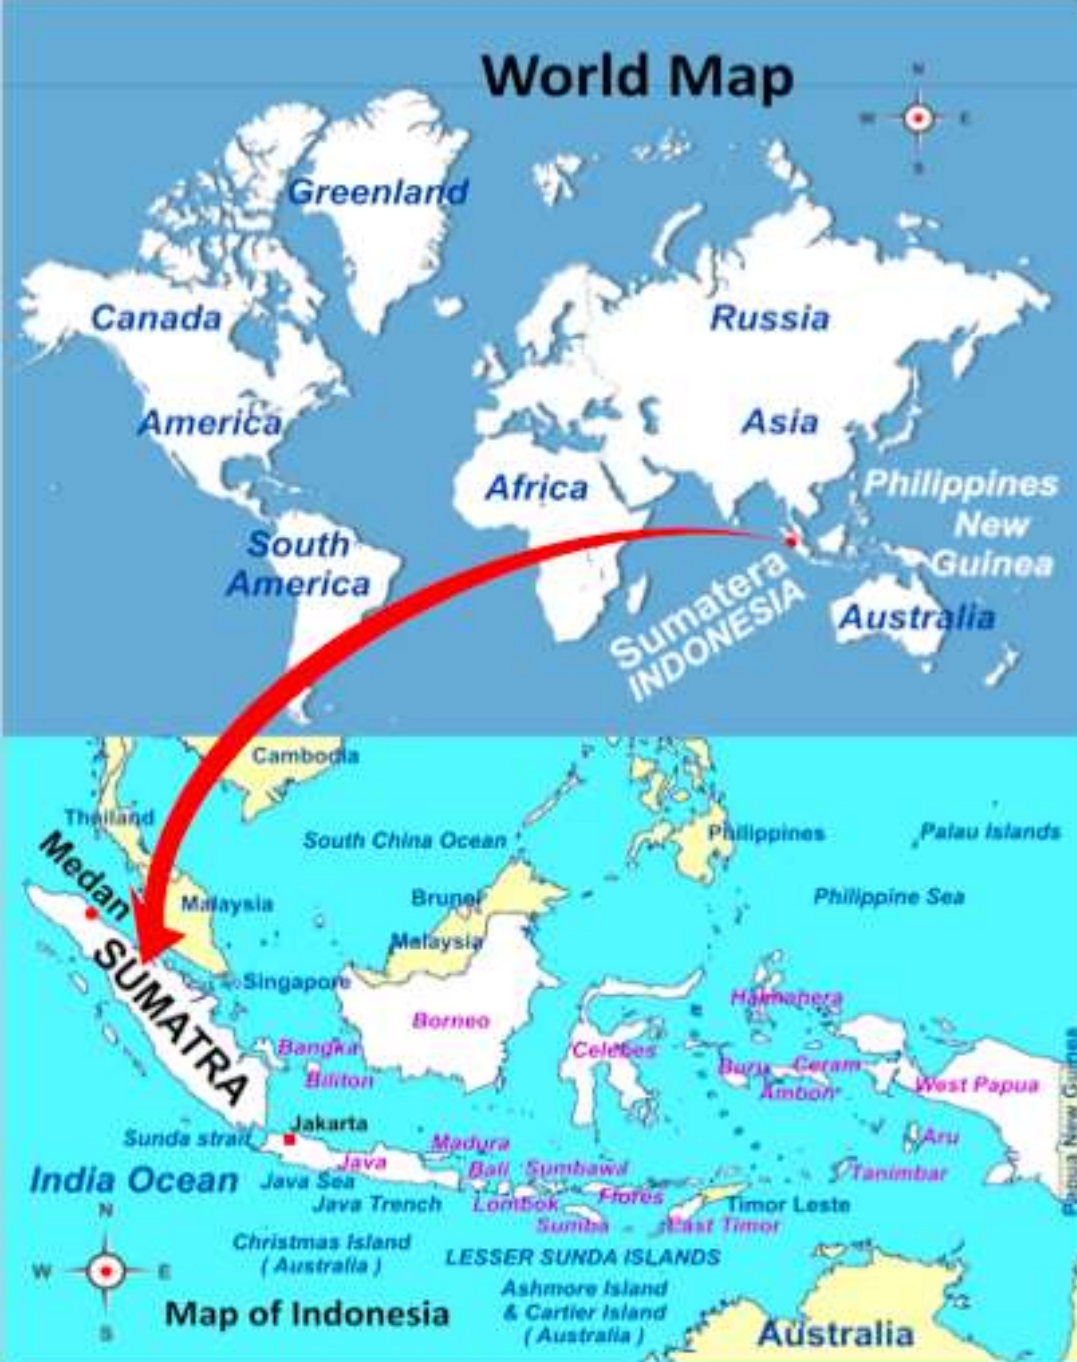 World Map
N
W
E
S
Greenland
Canada
Russia
America
Asia
Africa
Philippines
New
Guinea
South
America
Sumatera
INDONESIA
Australia
Cambodia
Thailand
South China Ocean
Philippines
Palau Islands
Medan
Malaysia
Brunei
Philippine Sea
Malaysia
SUMATRA
Singapore
Halmahera
Borneo
Bangka
Celebes
Biliton
Buru
Ceram
Ambon
West Papua
Papua New Guinea
Jakarta
Sunda strait
Madura
Aru
Java
Bali
Sumbawa
Tanimbar
India Ocean
Java Sea
Flores
Java Trench
Lombok
Timor Leste
Sumba
East Timor
N
W
E
S
Christmas Island
( Australia )
LESSER SUNDA ISLANDS
Ashmore Island
& Cartier Island
( Australia )
Map of Indonesia
Australia